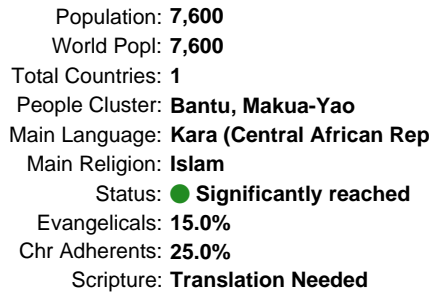 Population: 7,600
World Popl: 7,600
Total Countries: 1
People Cluster: Bantu, Makua-Yao
Main Language: Kara (Central African Rep
Main Religion: Islam
Status: Significantly reached
Evangelicals: 15.0%
Chr Adherents: 25.0%
Scripture: Translation Needed